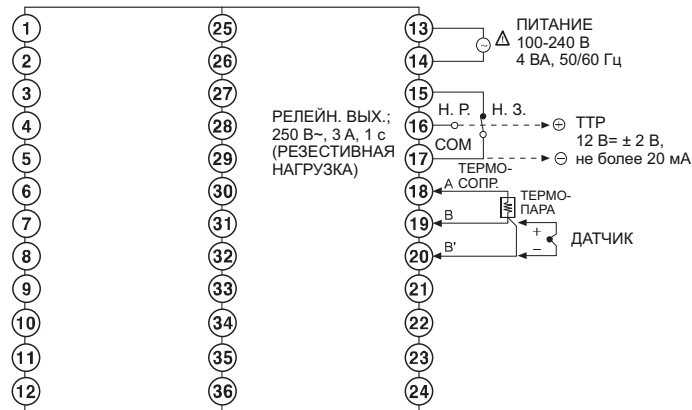 1 25 13
2 26 14
3 27 15
4 28 16
5 29 17
6 30 18
7 31 19
8 32 20
9 33 21
10 34 22
11 35 23
12 36 24
ПИТАНИЕ
100-240 В
4 ВА, 50/60 Гц
РЕЛЕЙН. ВЫХ.;
250 В~, 3 А, 1 с
(РЕЗЕСТИВНАЯ
НАГРУЗКА)
Н. Р. Н. З.
COM
ТТР
12 В= ± 2 В,
не более 20 мА
ТЕРМО-
СОПР.
A
B
B'
ТЕРМО-
ПАРА
+
−
ДАТЧИК